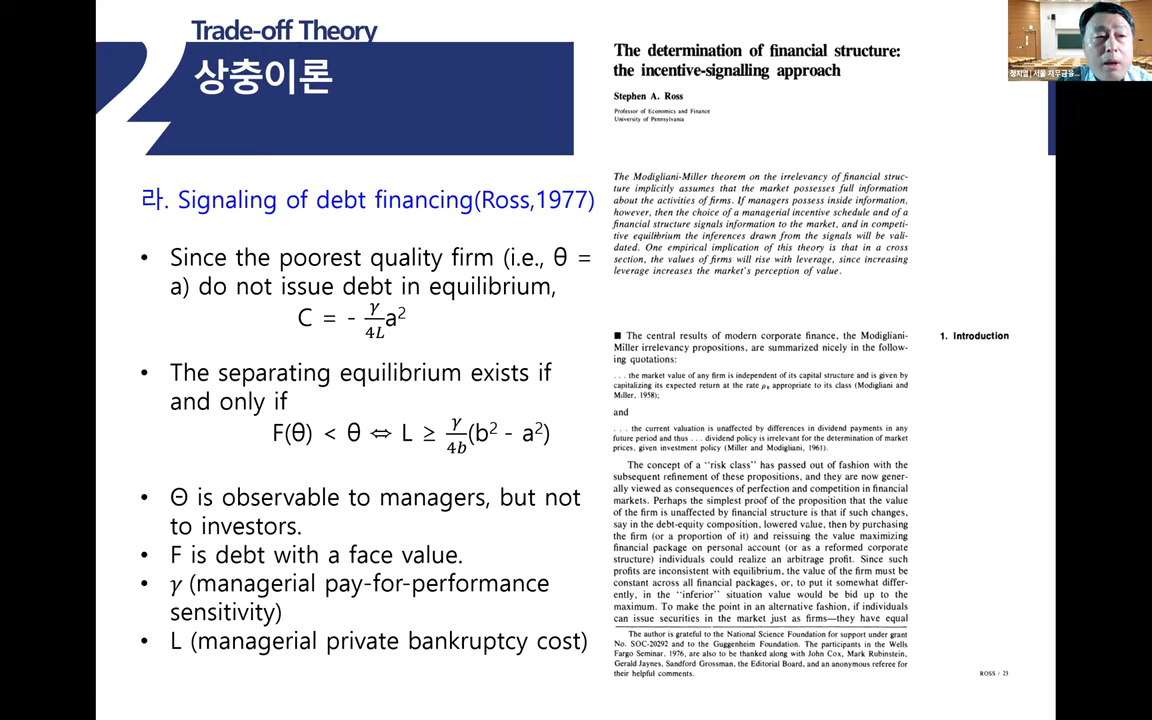 Trade-off Theory
상충이론
라. Signaling of debt financing(Ross,1977)
• Since the poorest quality firm (i.e., θ =
a) do not issue debt in equilibrium,
C = - γ/4L a²
• The separating equilibrium exists if
and only if
F(θ) < θ ⇔ L ≥ γ/4b (b² - a²)
• Θ is observable to managers, but not
to investors.
• F is debt with a face value.
• γ (managerial pay-for-performance
sensitivity)
• L (managerial private bankruptcy cost)
The determination of financial structure:
the incentive-signalling approach
Stephen A. Ross
Professor of Economics and Finance
University of Pennsylvania
The Modigliani-Miller theorem on the irrelevancy of financial struc-
ture implicitly assumes that the market possesses full information
about the activities of firms. If managers possess inside information,
however, then the choice of a managerial incentive schedule and of a
financial structure signals information to the market, and in competi-
tive equilibrium the inferences drawn from the signals will be vali-
dated. One empirical implication of this theory is that in a cross
section, the values of firms will rise with leverage, since increasing
leverage increases the market's perception of value.
■ The central results of modern corporate finance, the Modigliani-
Miller irrelevancy propositions, are summarized nicely in the follow-
ing quotations:
1. Introduction
. . . the market value of any firm is independent of its capital structure and is given by
capitalizing its expected return at the rate ρₖ appropriate to its class (Modigliani and
Miller, 1958);
and
. . . the current valuation is unaffected by differences in dividend payments in any
future period and thus . . . dividend policy is irrelevant for the determination of market
prices, given investment policy (Miller and Modigliani, 1961).
The concept of a "risk class" has passed out of fashion with the
subsequent refinement of these propositions, and they are now gener-
ally viewed as consequences of perfection and competition in financial
markets. Perhaps the simplest proof of the proposition that the value
of the firm is unaffected by financial structure is that if such changes,
say in the debt-equity composition, lowered value, then by purchasing
the firm (or a proportion of it) and reissuing the value maximizing
financial package on personal account (or as a reformed corporate
structure) individuals could realize an arbitrage profit. Since such
profits are inconsistent with equilibrium, the value of the firm must be
constant across all financial packages, or, to put it somewhat differ-
ently, in the "inferior" situation value would be bid up to the
maximum. To make the point in an alternative fashion, if individuals
can issue securities in the market just as firms—they have equal
The author is grateful to the National Science Foundation for support under grant
No. SOC-20292 and to the Guggenheim Foundation. The participants in the Wells
Fargo Seminar, 1976, are also to be thanked along with John Cox, Mark Rubinstein,
Gerald Jaynes, Sandford Grossman, the Editorial Board, and an anonymous referee for
their helpful comments.
ROSS / 23